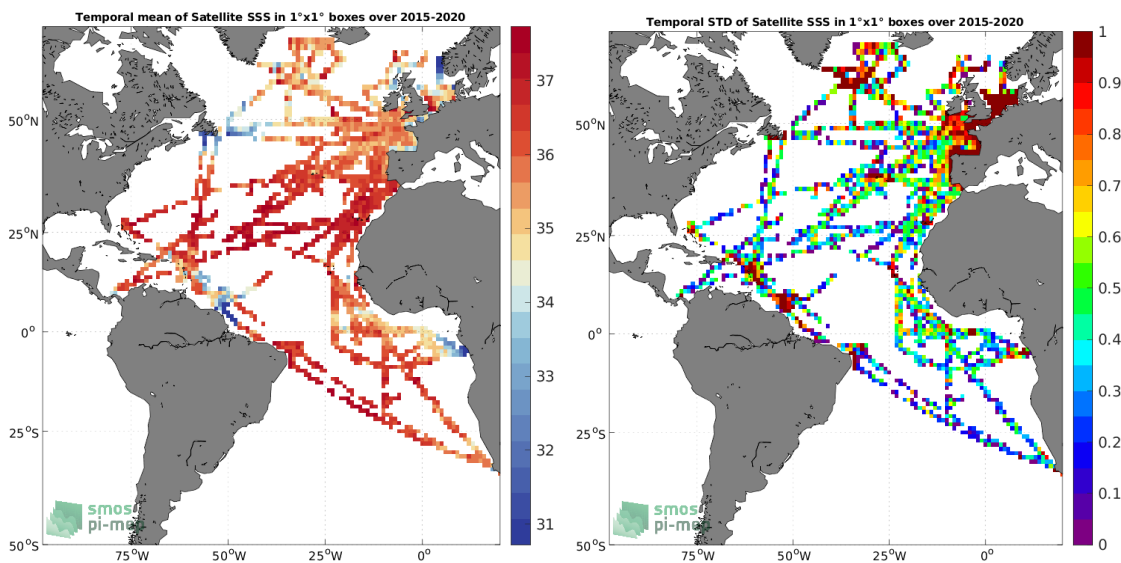 Temporal mean of Satellite SSS in 1°x1° boxes over 2015-2020
50°N
25°N
0°
25°S
50°S
75°W
50°W
25°W
0°
37
36
35
34
33
32
31
smos
pi-mep
Temporal STD of Satellite SSS in 1°x1° boxes over 2015-2020
50°N
25°N
0°
25°S
50°S
75°W
50°W
25°W
0°
1
0.9
0.8
0.7
0.6
0.5
0.4
0.3
0.2
0.1
0
smos
pi-mep